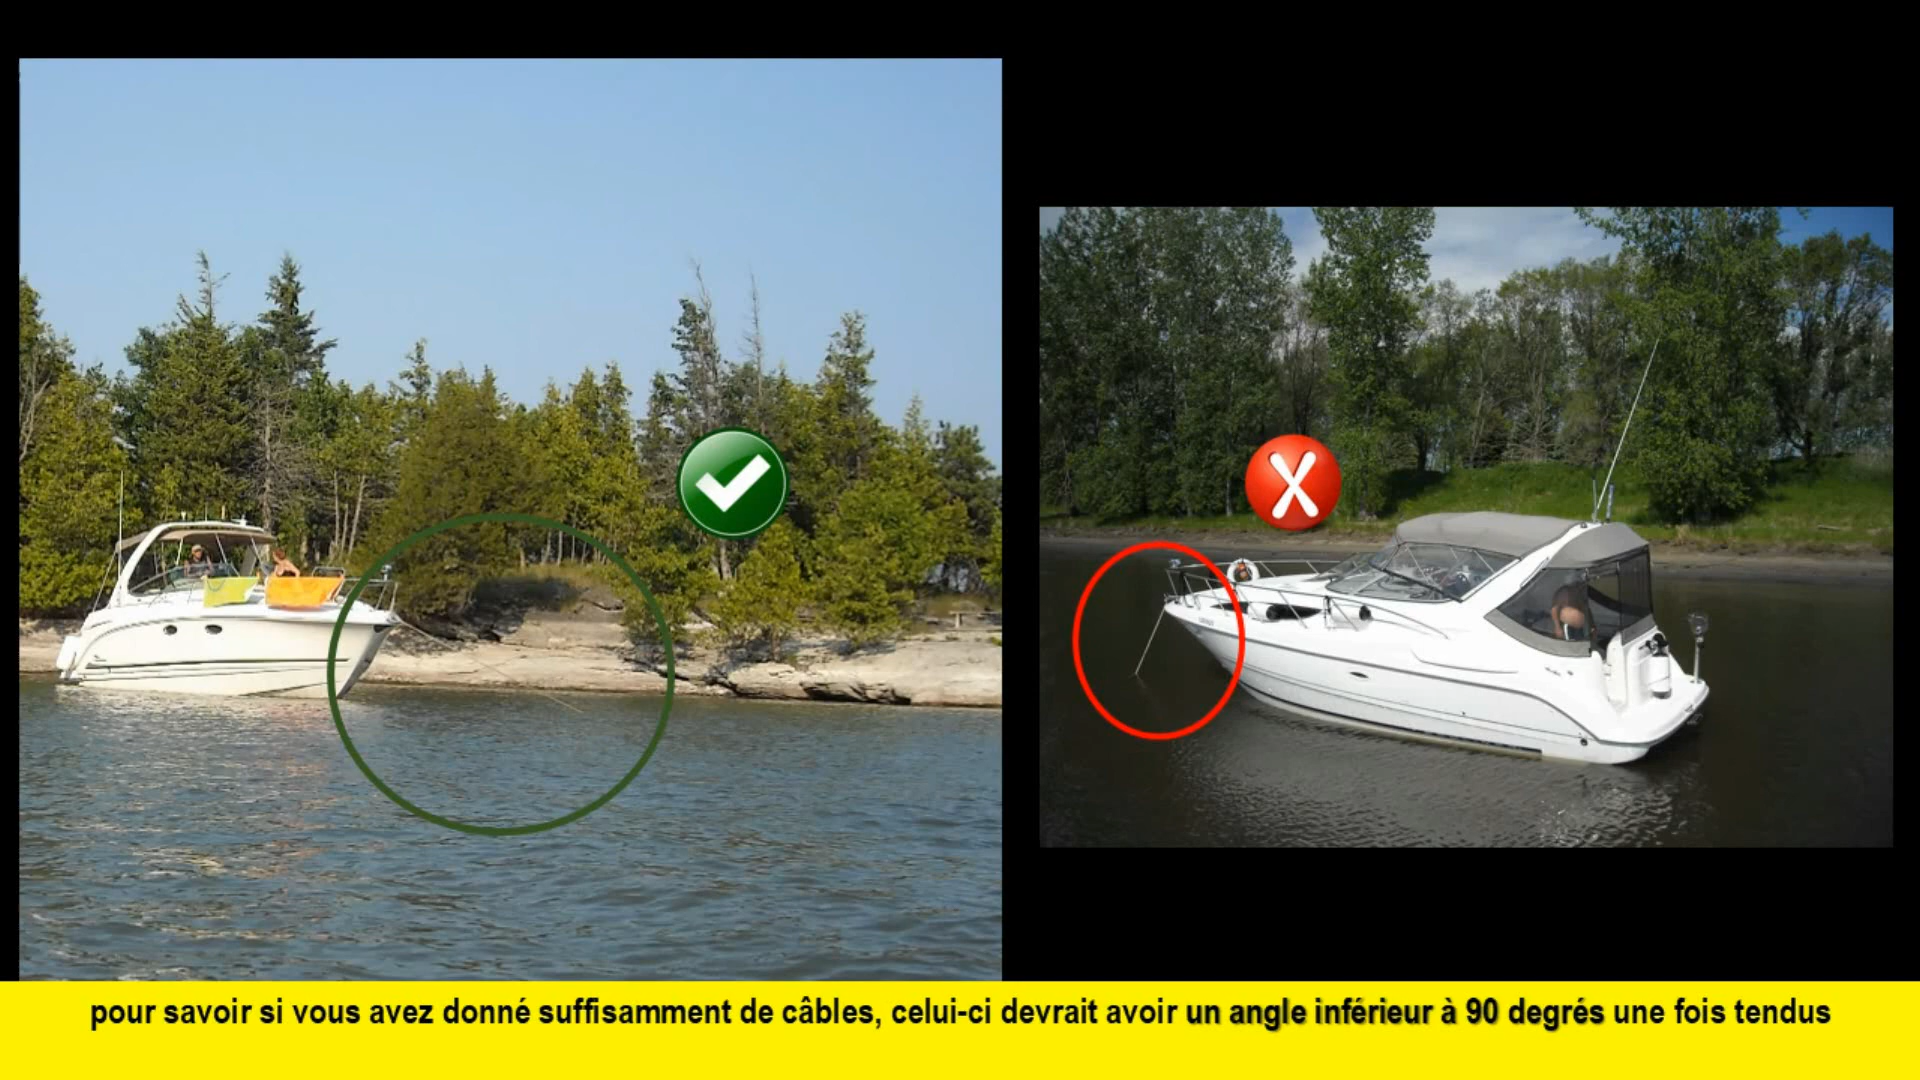 pour savoir si vous avez donné suffisamment de câbles, celui-ci devrait avoir un angle inférieur à 90 degrés une fois tendus